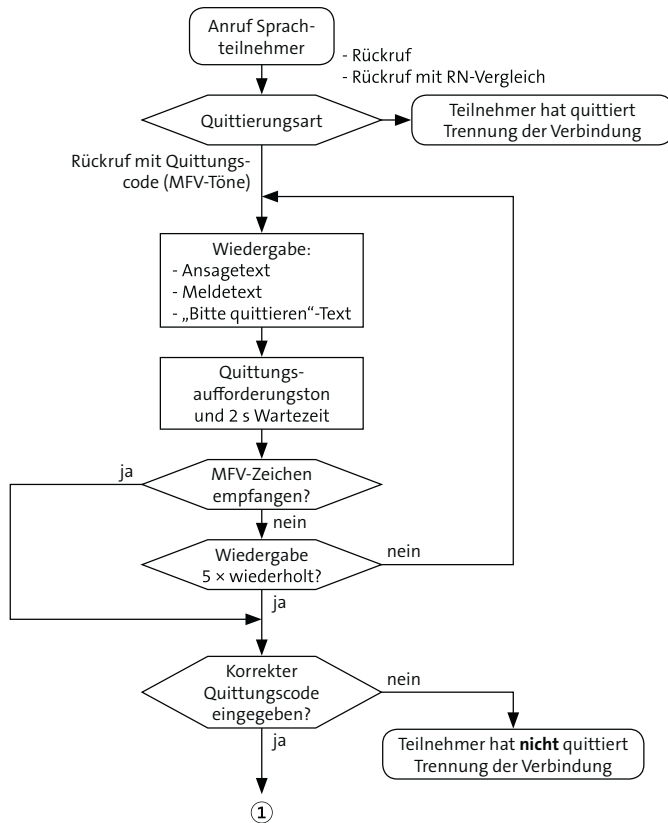 Anruf Sprach-
teilnehmer
- Rückruf
- Rückruf mit RN-Vergleich
Quittierungsart
Teilnehmer hat quittiert
Trennung der Verbindung
Rückruf mit Quittungs-
code (MFV-Töne)
Wiedergabe:
- Ansagetext
- Meldetext
- „Bitte quittieren“-Text
Quittungs-
aufforderungston
und 2 s Wartezeit
ja
MFV-Zeichen
empfangen?
nein
Wiedergabe
5 × wiederholt?
nein
ja
Korrekter
Quittungscode
eingegeben?
nein
ja
Teilnehmer hat nicht quittiert
Trennung der Verbindung
①